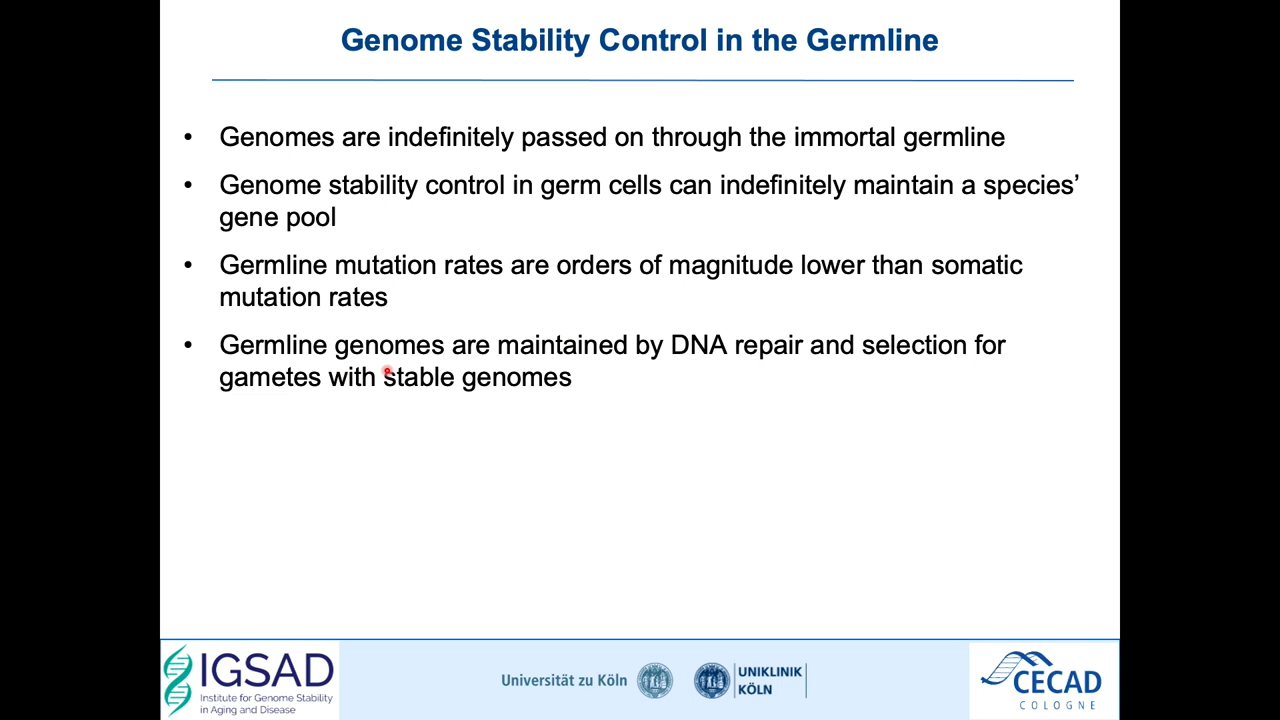 Genome Stability Control in the Germline
• Genomes are indefinitely passed on through the immortal germline
• Genome stability control in germ cells can indefinitely maintain a species’
gene pool
• Germline mutation rates are orders of magnitude lower than somatic
mutation rates
• Germline genomes are maintained by DNA repair and selection for
gametes with stable genomes
IGSAD
Institute for Genome Stability
in Aging and Disease
Universität zu Köln
UNIKLINIK
KÖLN
CECAD
COLOGNE